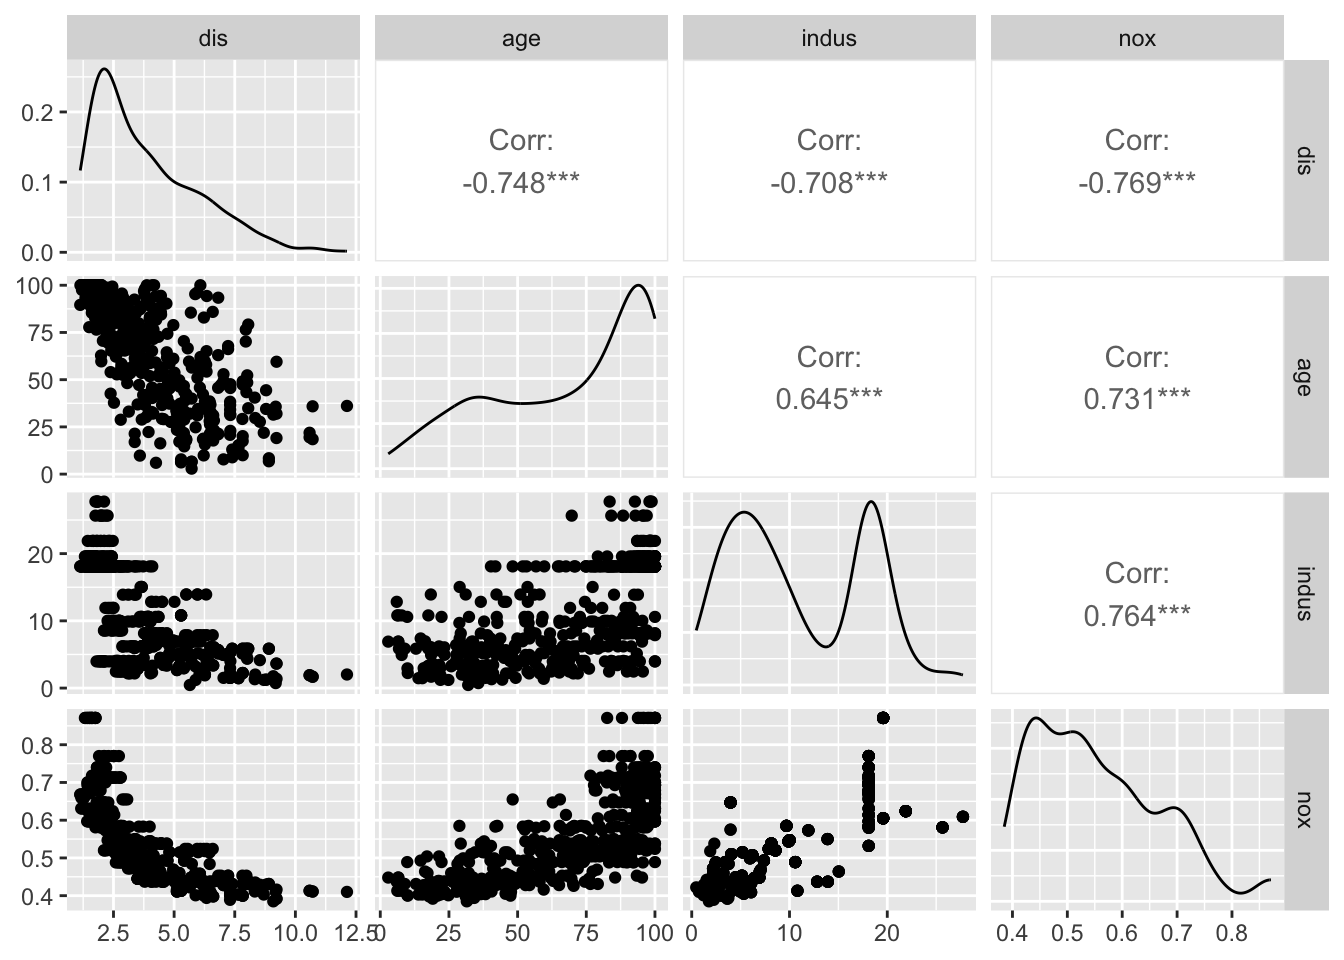 dis age indus nox
0.2
0.1
0.0
Corr:
-0.748***
Corr:
-0.708***
Corr:
-0.769***
dis
100
75
50
25
0
Corr:
0.645***
Corr:
0.731***
age
20
10
0
Corr:
0.764***
indus
0.8
0.7
0.6
0.5
0.4
nox
2.5 5.0 7.5 10.0 12.5
0 25 50 75 100
0 10 20
0.4 0.5 0.6 0.7 0.8